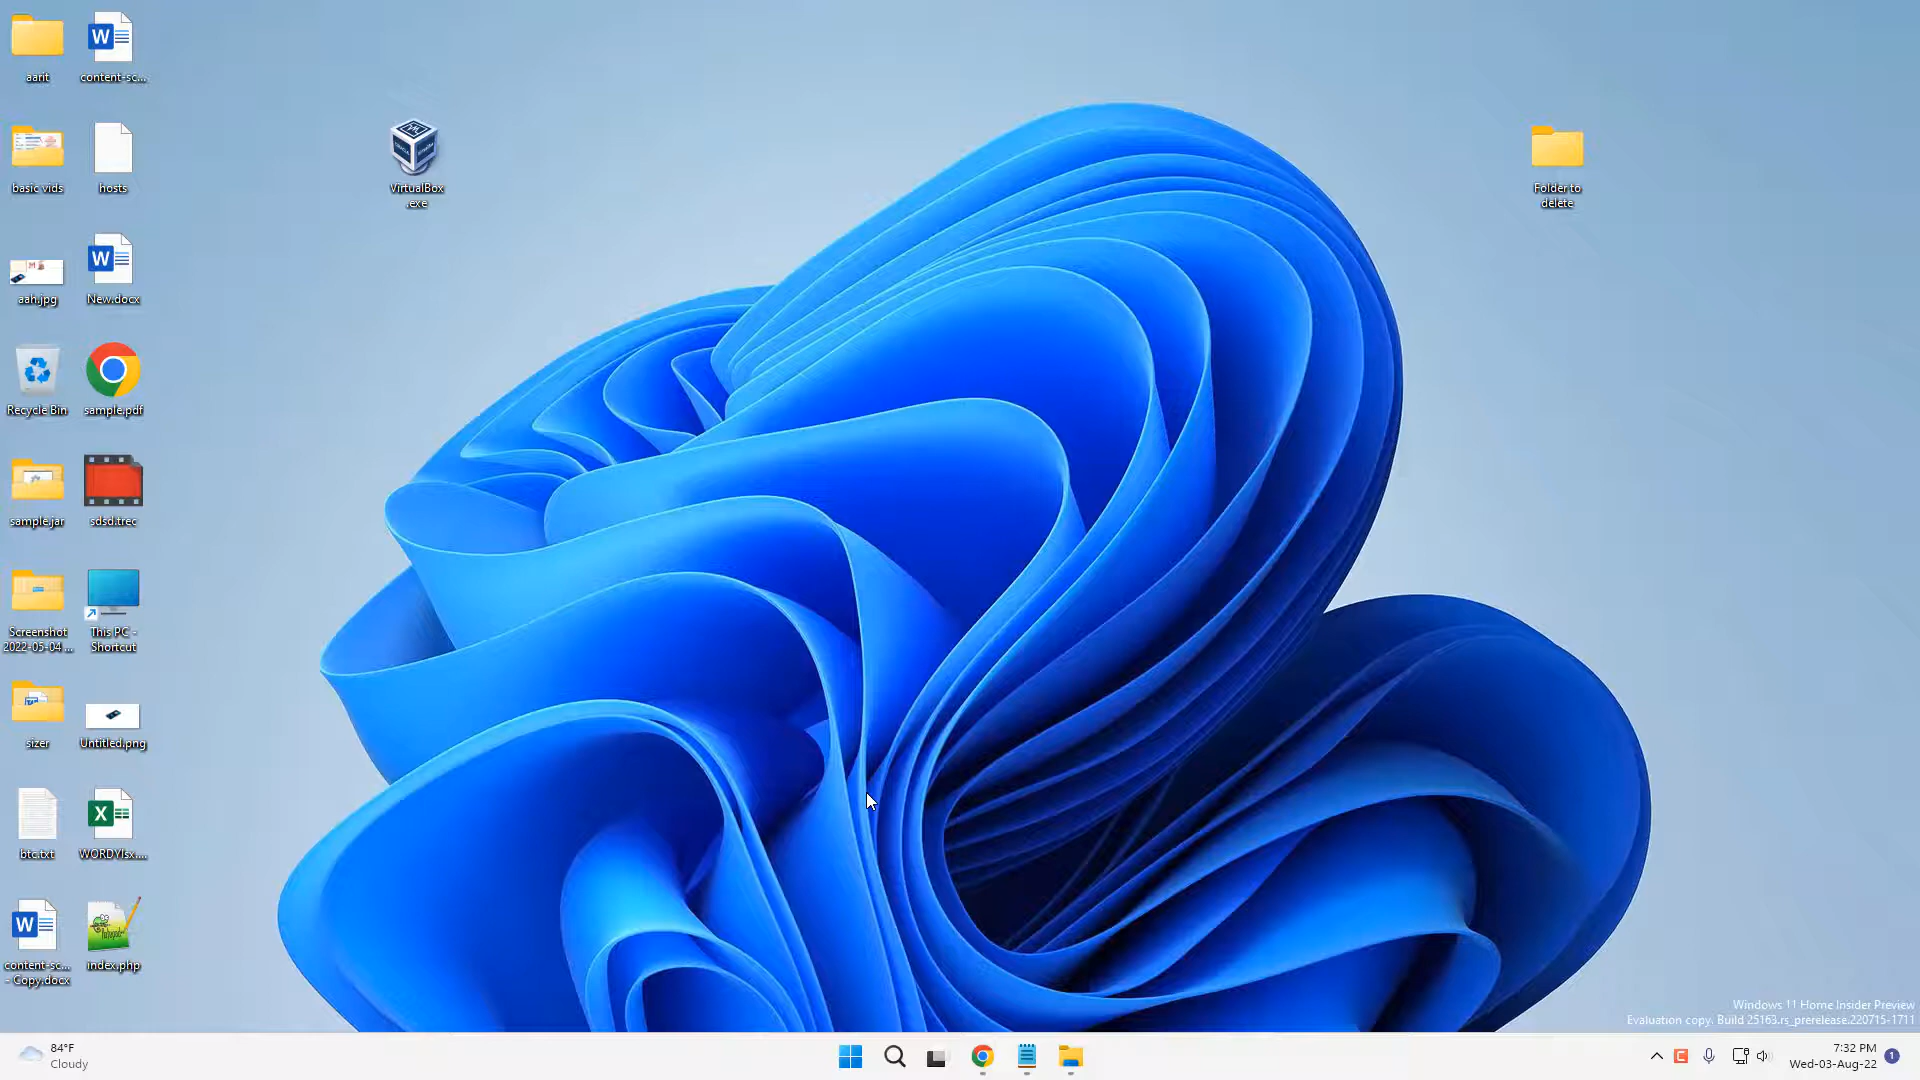 aarit
content-sc...
basic vids
hosts
VirtualBox
.exe
Folder to
delete
aah.jpg
New.docx
Recycle Bin
sample.pdf
sample.jar
sdsd.trec
Screenshot
2022-05-04 ...
This PC -
Shortcut
sizer
Untitled.png
btc.txt
WORDYlsx....
content-sc...
- Copy.docx
index.php
Windows 11 Home Insider Preview
Evaluation copy. Build 25163.rs_prerelease.220715-1711
84°F
Cloudy
7:32 PM
Wed-03-Aug-22
1